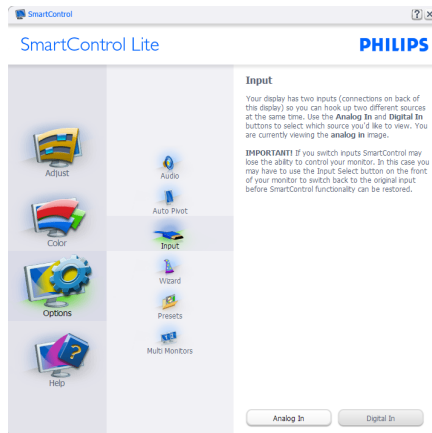 SmartControl
SmartControl Lite
PHILIPS
Adjust
Color
Options
Help
Audio
Auto Pivot
Input
Wizard
Presets
Multi Monitors
Input
Your display has two inputs (connections on back of
this display) so you can hook up two different sources
at the same time. Use the Analog In and Digital In
buttons to select which source you'd like to view. You
are currently viewing the analog in image.
IMPORTANT! If you switch inputs SmartControl may
lose the ability to control your monitor. In this case you
may have to use the Input Select button on the front
of your monitor to switch back to the original input
before SmartControl functionality can be restored.
Analog In
Digital In